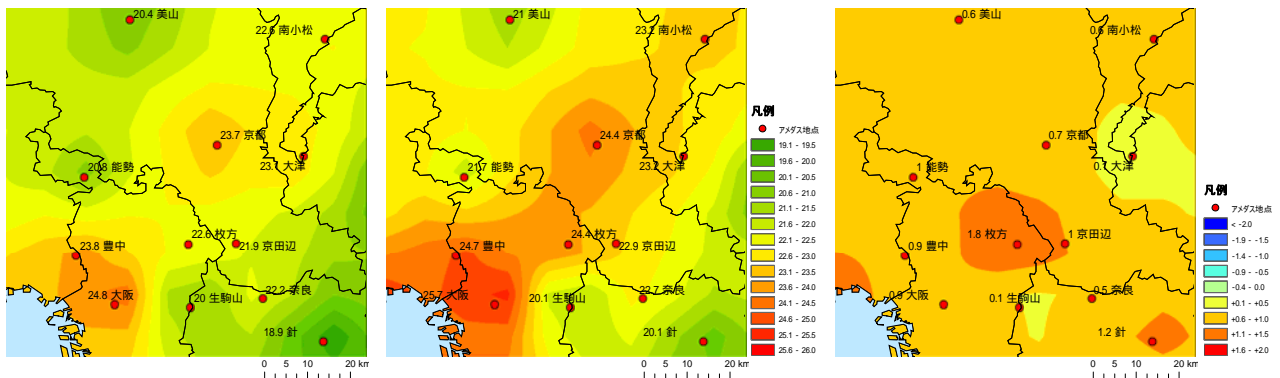 20.4 美山
22.6 南小松
23.7 京都
23.1 大津
20.8 能勢
23.8 豊中
22.6 枚方
21.9 京田辺
24.8 大阪
20 生駒山
22.2 奈良
18.9 針
0 5 10 20 km
21 美山
23.2 南小松
24.4 京都
23.2 大津
21.7 能勢
24.7 豊中
24.4 枚方
22.9 京田辺
25.7 大阪
20.1 生駒山
22.7 奈良
20.1 針
0 5 10 20 km
凡例
アメダス地点
19.1 - 19.5
19.6 - 20.0
20.1 - 20.5
20.6 - 21.0
21.1 - 21.5
21.6 - 22.0
22.1 - 22.5
22.6 - 23.0
23.1 - 23.5
23.6 - 24.0
24.1 - 24.5
24.6 - 25.0
25.1 - 25.5
25.6 - 26.0
0.6 美山
0.6 南小松
0.7 京都
0.1 大津
1 能勢
0.9 豊中
1.8 枚方
1 京田辺
0.9 大阪
0.1 生駒山
0.5 奈良
1.2 針
0 5 10 20 km
凡例
アメダス地点
< -2.0
-1.9 - -1.5
-1.4 - -1.0
-0.9 - -0.5
-0.4 - 0.0
+0.1 - +0.5
+0.6 - +1.0
+1.1 - +1.5
+1.6 - +2.0